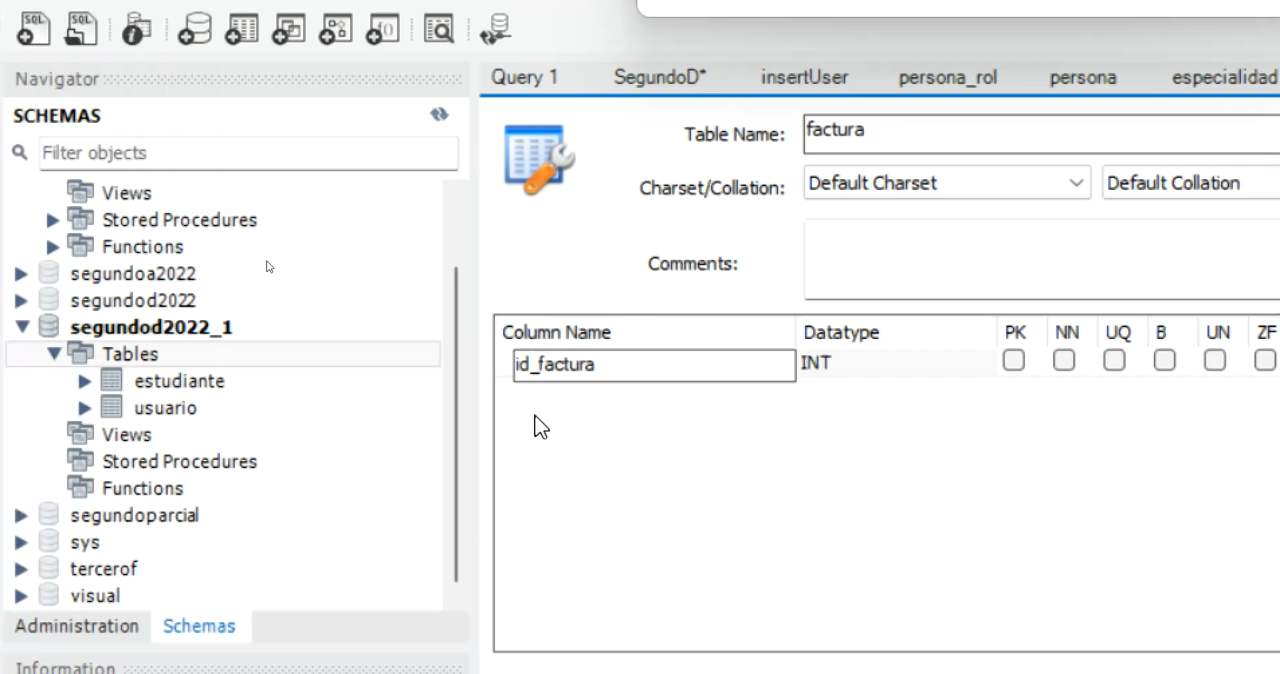 SQL SQL
Navigator
SCHEMAS
Filter objects
Views
Stored Procedures
Functions
segundoa2022
segundod2022
segundod2022_1
Tables
estudiante
usuario
Views
Stored Procedures
Functions
segundoparcial
sys
tercerof
visual
Administration Schemas
Information
Query 1 SegundoD* insertUser persona_rol persona especialidad
Table Name: factura
Charset/Collation: Default Charset Default Collation
Comments:
Column Name Datatype PK NN UQ B UN ZF
id_factura INT